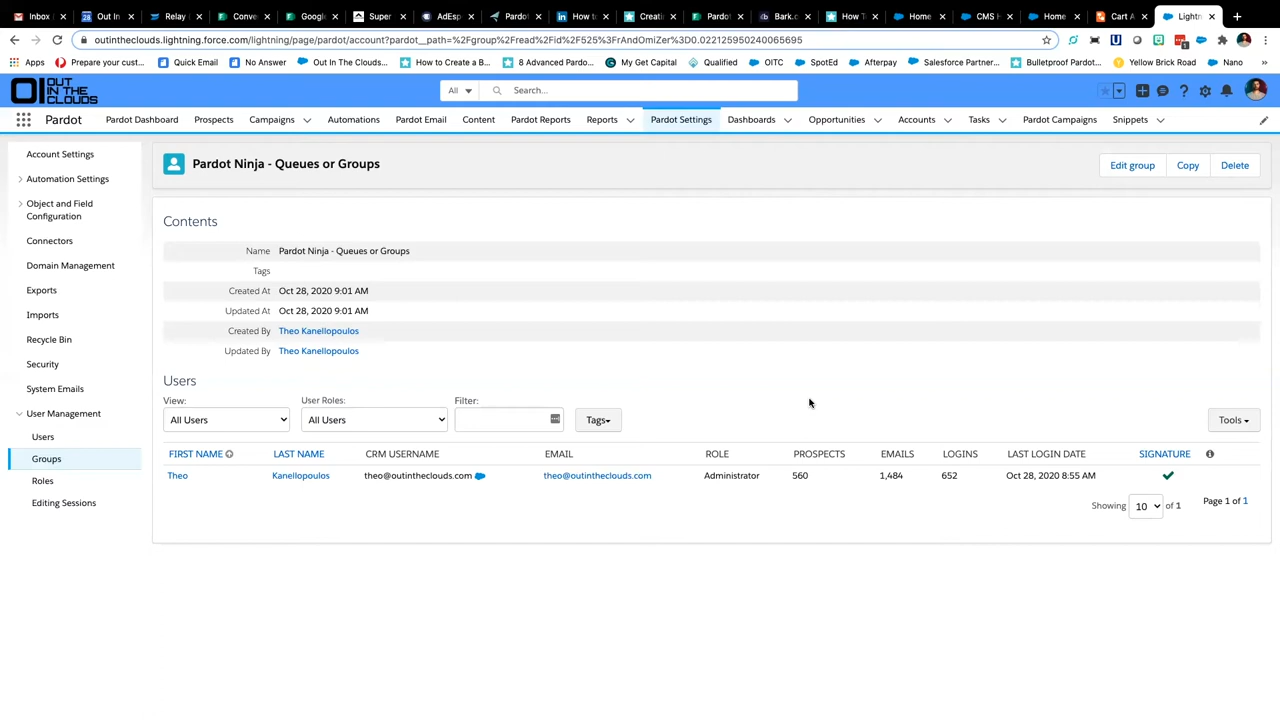 Inbox
Out In
Relay
Conve
Googl
Super
AdEsp
Pardot
How to
Creati
Pardot
Bark.c
How T
Home
CMS H
Home
Cart A
Lightn
outintheclouds.lightning.force.com/lightning/page/pardot/account?pardot__path=%2Fgroup%2Fread%2Fid%2F525%3FrAndOmiZer%3D0.022125950240065695
Apps
Prepare your cust...
Quick Email
No Answer
Out In The Clouds...
How to Create a B...
8 Advanced Pardo...
My Get Capital
Qualified
OITC
SpotEd
Afterpay
Salesforce Partner...
Bulletproof Pardot...
Yellow Brick Road
Nano
»
OI OUT IN THE CLOUDS
All
Search...
Pardot
Pardot Dashboard
Prospects
Campaigns
Automations
Pardot Email
Content
Pardot Reports
Reports
Pardot Settings
Dashboards
Opportunities
Accounts
Tasks
Pardot Campaigns
Snippets
Account Settings
Automation Settings
Object and Field
Configuration
Connectors
Domain Management
Exports
Imports
Recycle Bin
Security
System Emails
User Management
Users
Groups
Roles
Editing Sessions
Pardot Ninja - Queues or Groups
Edit group
Copy
Delete
Contents
Name Pardot Ninja - Queues or Groups
Tags
Created At Oct 28, 2020 9:01 AM
Updated At Oct 28, 2020 9:01 AM
Created By Theo Kanellopoulos
Updated By Theo Kanellopoulos
Users
View:
User Roles:
Filter:
All Users
All Users
Tags
Tools
FIRST NAME LAST NAME CRM USERNAME EMAIL ROLE PROSPECTS EMAILS LOGINS LAST LOGIN DATE SIGNATURE
Theo Kanellopoulos theo@outintheclouds.com theo@outintheclouds.com Administrator 560 1,484 652 Oct 28, 2020 8:55 AM
Showing 10 of 1 Page 1 of 1